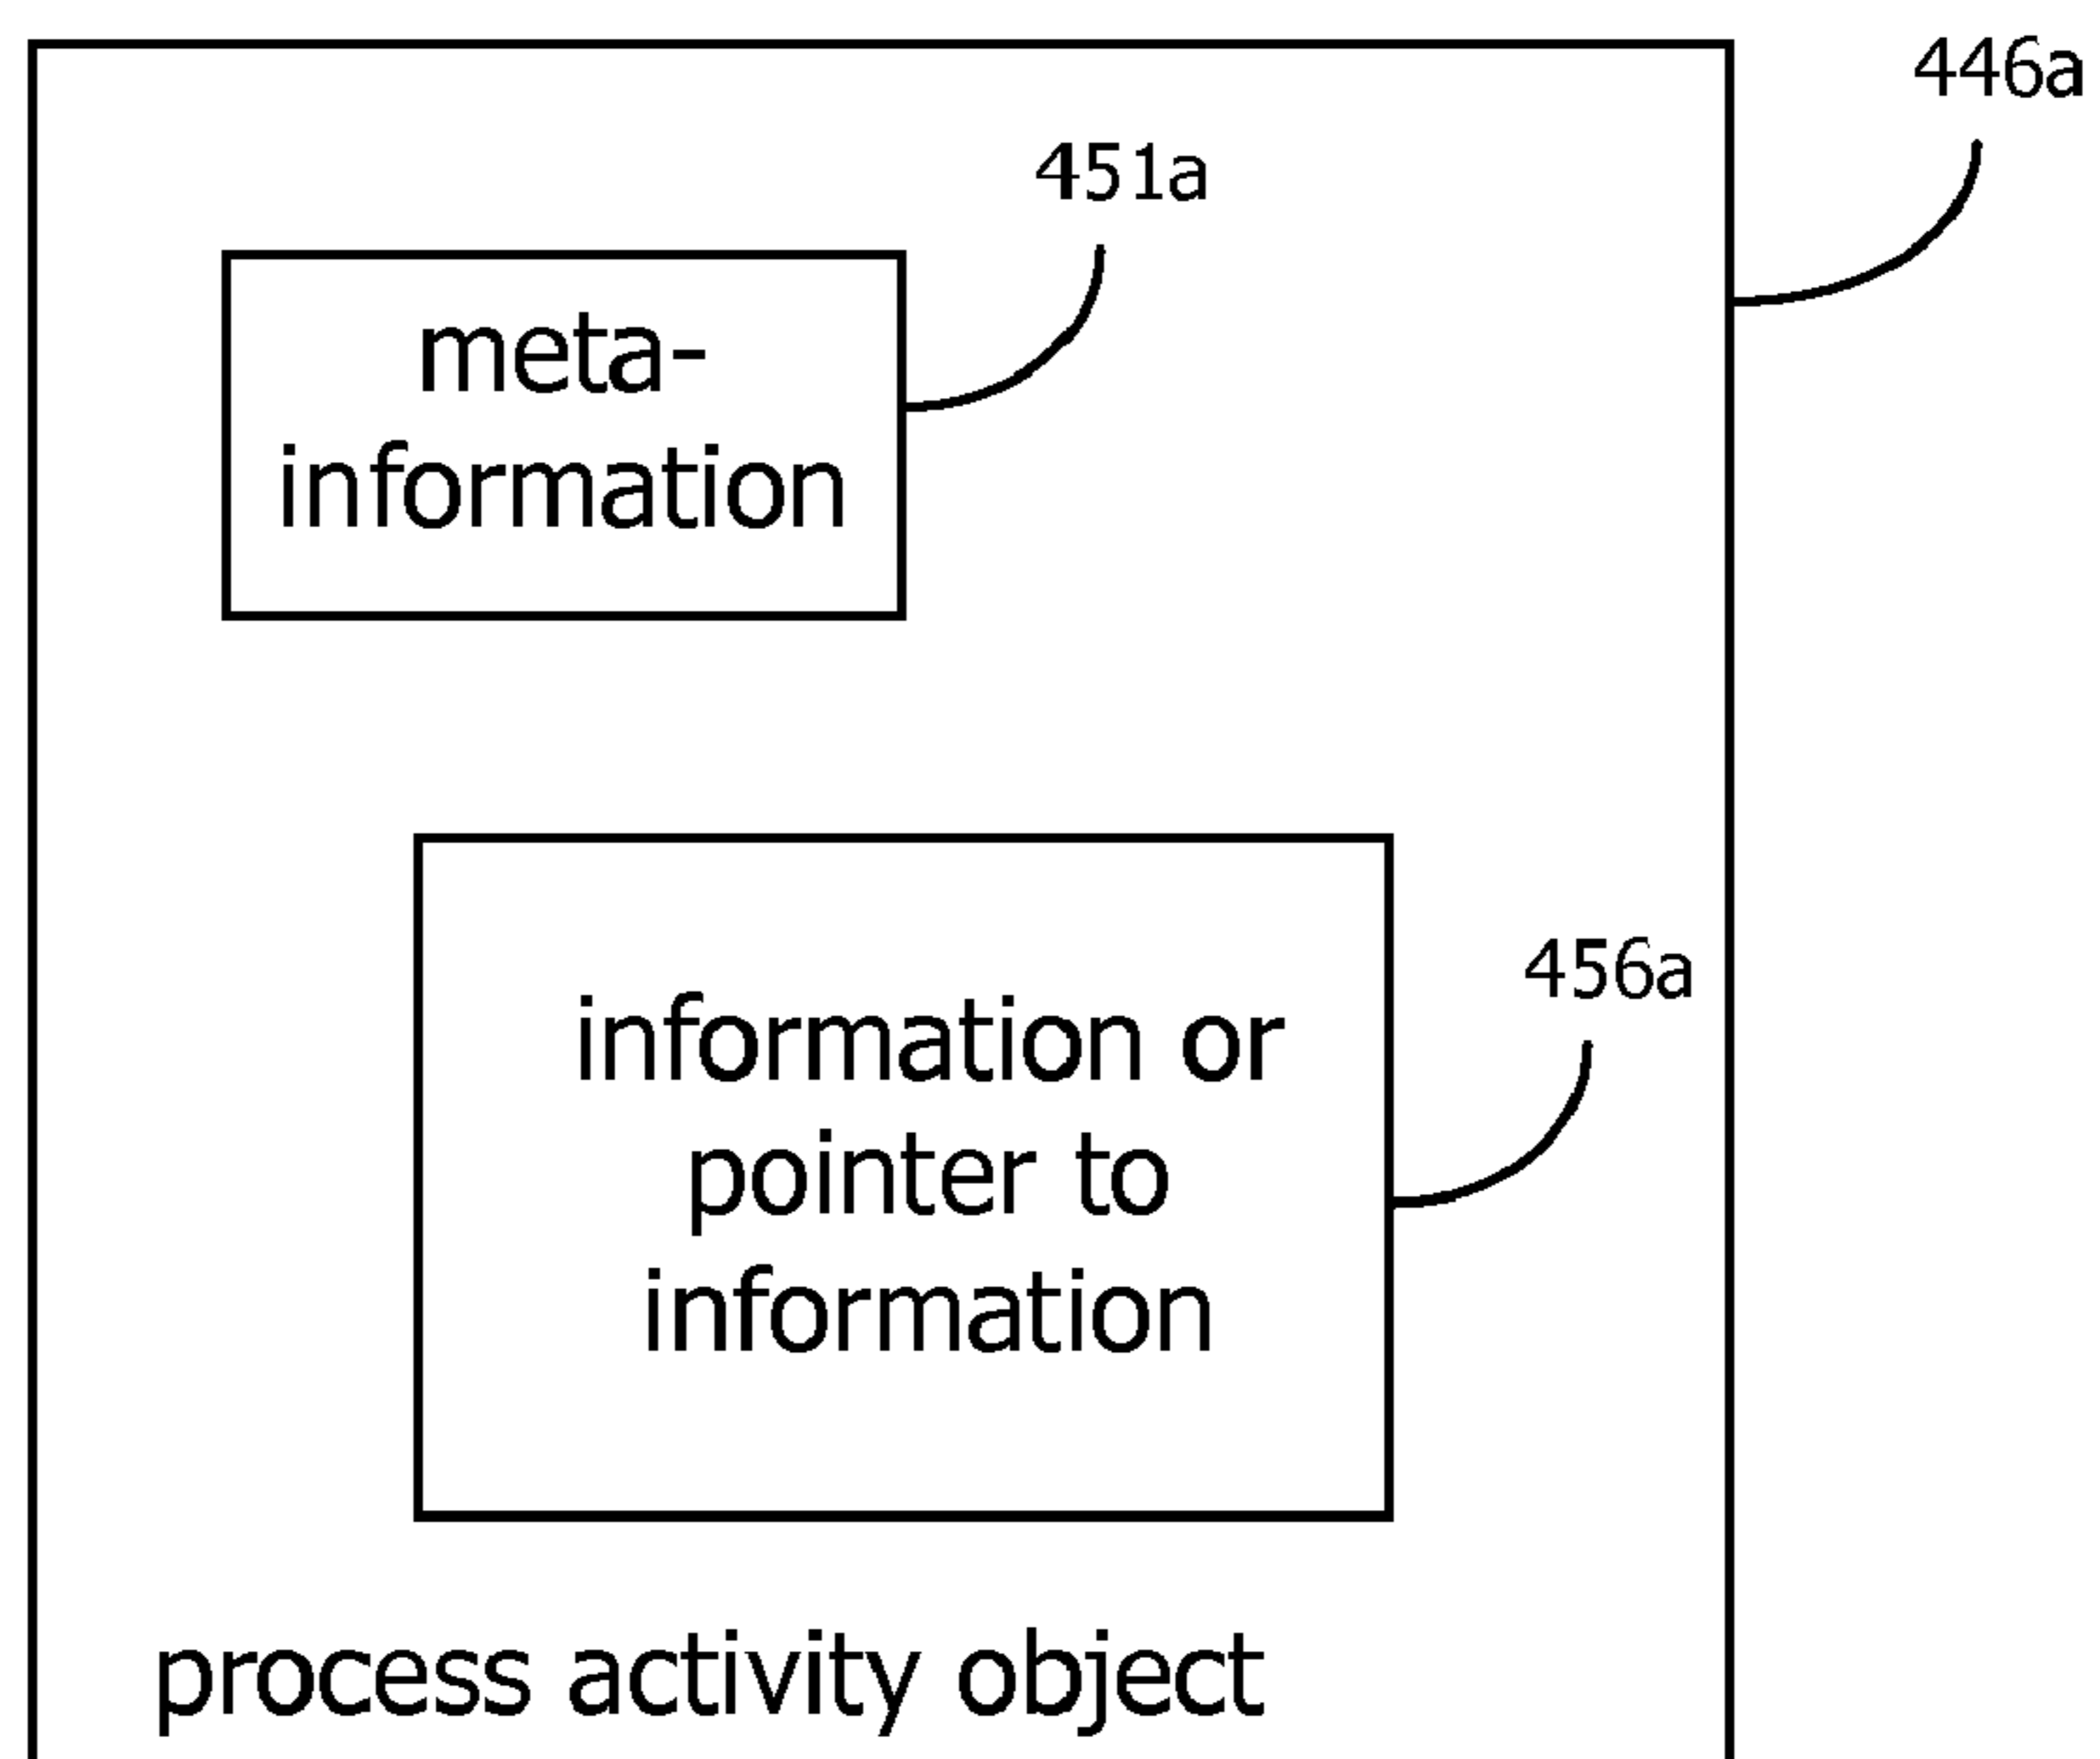 446a
451a
meta-
information
456a
information or
pointer to
information
process activity object